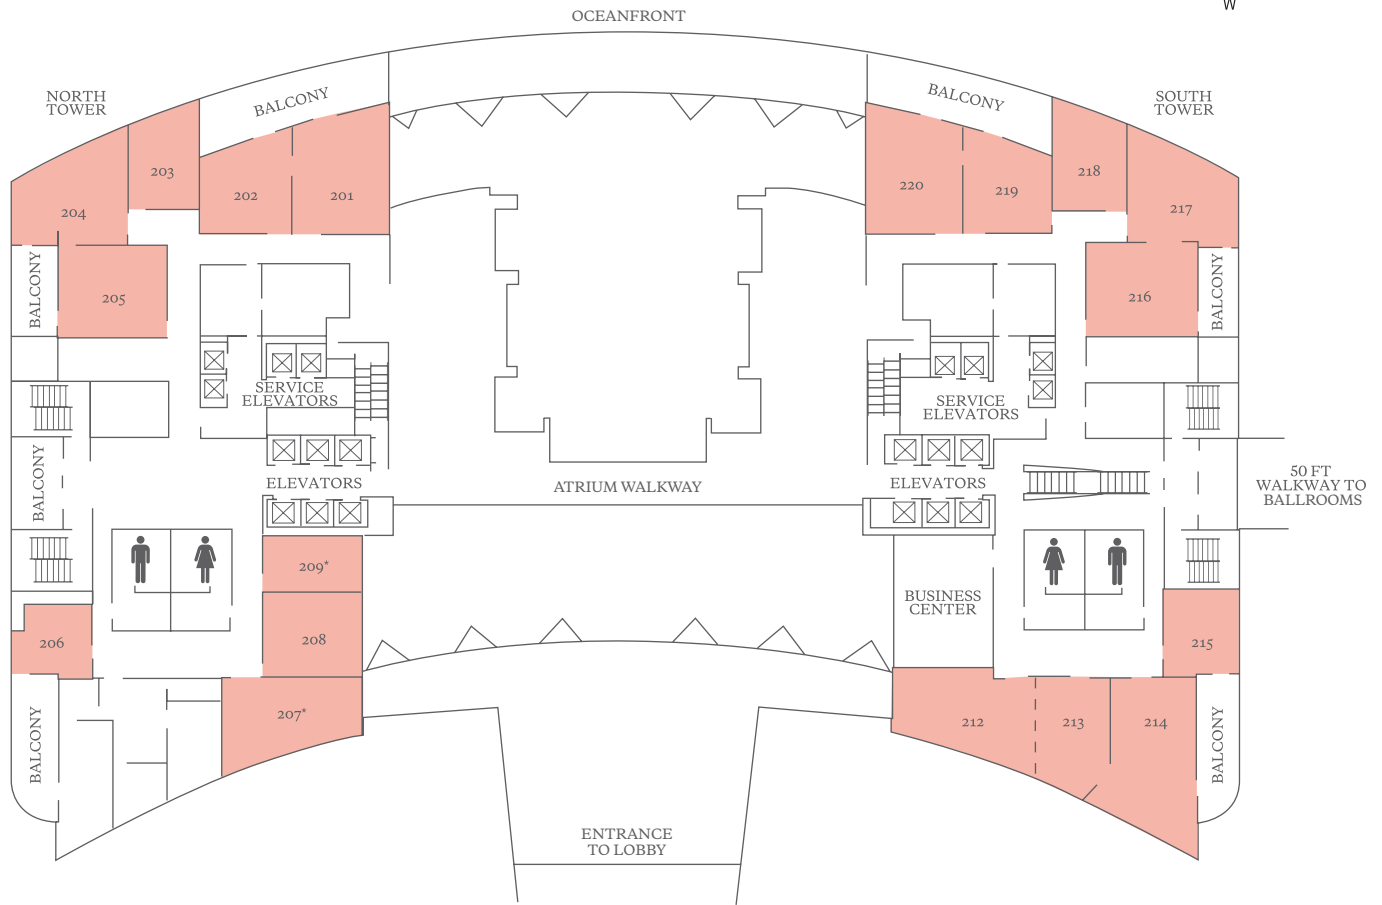 W
OCEANFRONT
NORTH
TOWER
BALCONY
BALCONY
SOUTH
TOWER
203
202
201
204
220
219
218
217
BALCONY
205
216
BALCONY
SERVICE
ELEVATORS
SERVICE
ELEVATORS
BALCONY
ELEVATORS
ATRIUM WALKWAY
ELEVATORS
50 FT
WALKWAY TO
BALLROOMS
209*
BUSINESS
CENTER
206
208
215
207*
212
213
214
BALCONY
BALCONY
ENTRANCE
TO LOBBY